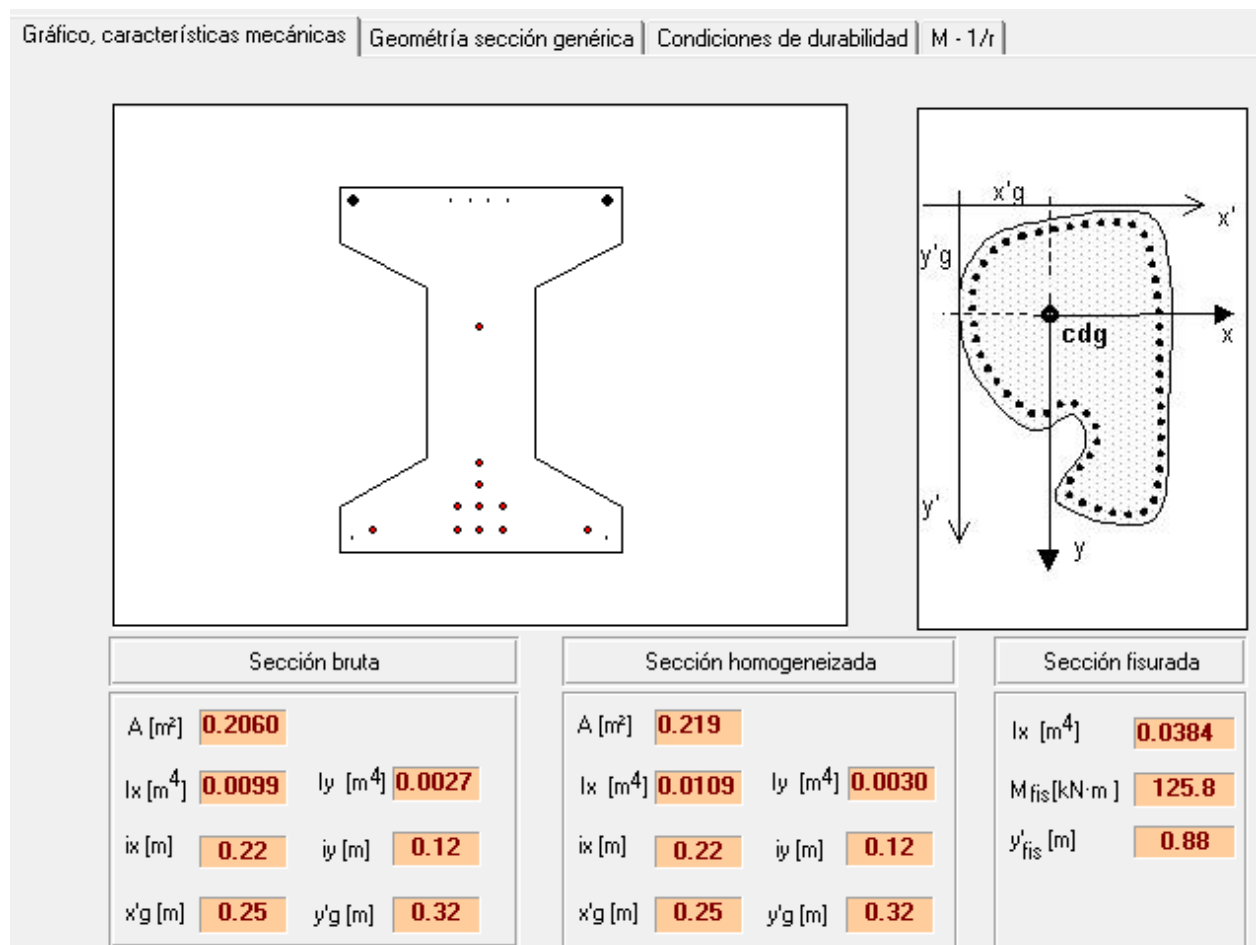 Gráfico, características mecánicas Geométría sección genérica Condiciones de durabilidad M - 1/r
x'g
x'
y'g
cdg
x
y'
y
Sección bruta Sección homogeneizada Sección fisurada
A [m²] 0.2060 A [m²] 0.219 Ix [m4] 0.0384
Ix [m4] 0.0099 Iy [m4] 0.0027 Ix [m4] 0.0109 Iy [m4] 0.0030 Mfis[kN·m ] 125.8
ix [m] 0.22 iy [m] 0.12 ix [m] 0.22 iy [m] 0.12 y'fis [m] 0.88
x'g [m] 0.25 y'g [m] 0.32 x'g [m] 0.25 y'g [m] 0.32